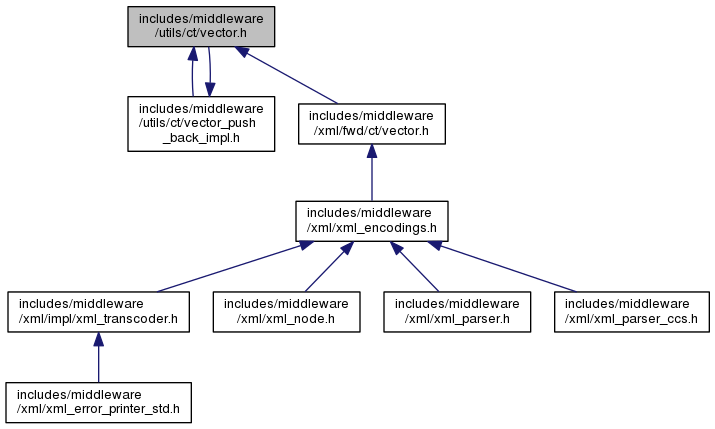 includes/middleware
/utils/ct/vector.h
includes/middleware
/utils/ct/vector_push
_back_impl.h
includes/middleware
/xml/fwd/ct/vector.h
includes/middleware
/xml/xml_encodings.h
includes/middleware
/xml/impl/xml_transcoder.h
includes/middleware
/xml/xml_node.h
includes/middleware
/xml/xml_parser.h
includes/middleware
/xml/xml_parser_ccs.h
includes/middleware
/xml/xml_error_printer_std.h